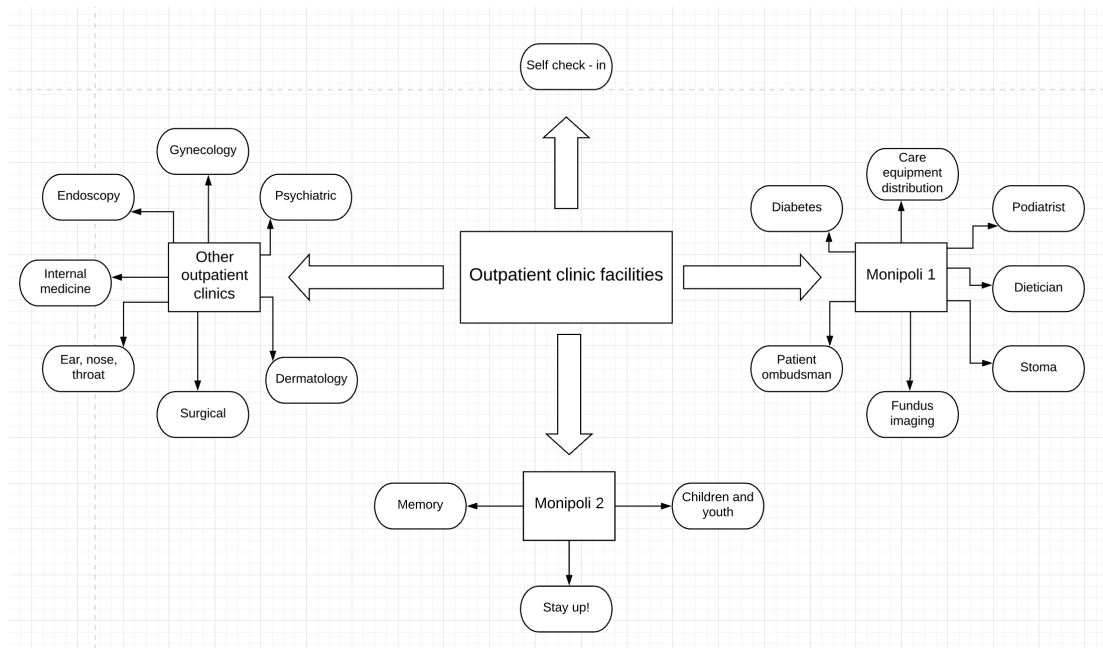 Self check - in
Gynecology
Endoscopy
Psychiatric
Internal
medicine
Other
outpatient
clinics
Ear, nose,
throat
Surgical
Dermatology
Outpatient clinic facilities
Care
equipment
distribution
Diabetes
Podiatrist
Monipoli 1
Dietician
Patient
ombudsman
Stoma
Fundus
imaging
Monipoli 2
Memory
Children and
youth
Stay up!